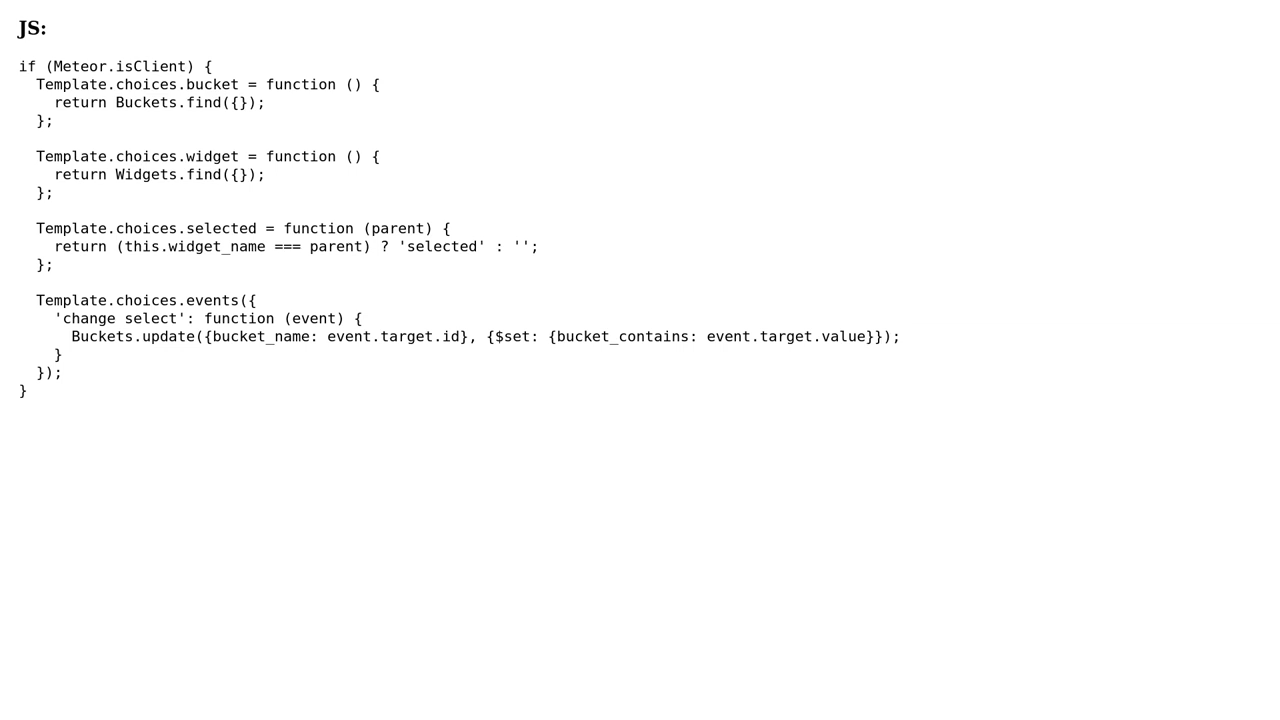 JS:
if (Meteor.isClient) {
  Template.choices.bucket = function () {
    return Buckets.find({});
  };

  Template.choices.widget = function () {
    return Widgets.find({});
  };

  Template.choices.selected = function (parent) {
    return (this.widget_name === parent) ? 'selected' : '';
  };

  Template.choices.events({
    'change select': function (event) {
      Buckets.update({bucket_name: event.target.id}, {$set: {bucket_contains: event.target.value}});
    }
  });
}